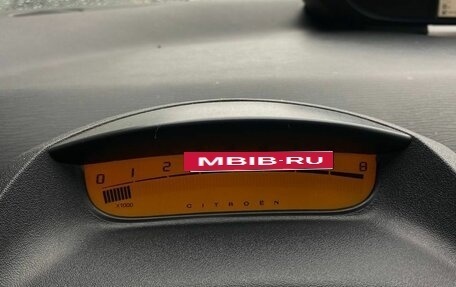 MBIB-RU
0 1 2 8
X1000
CITROËN